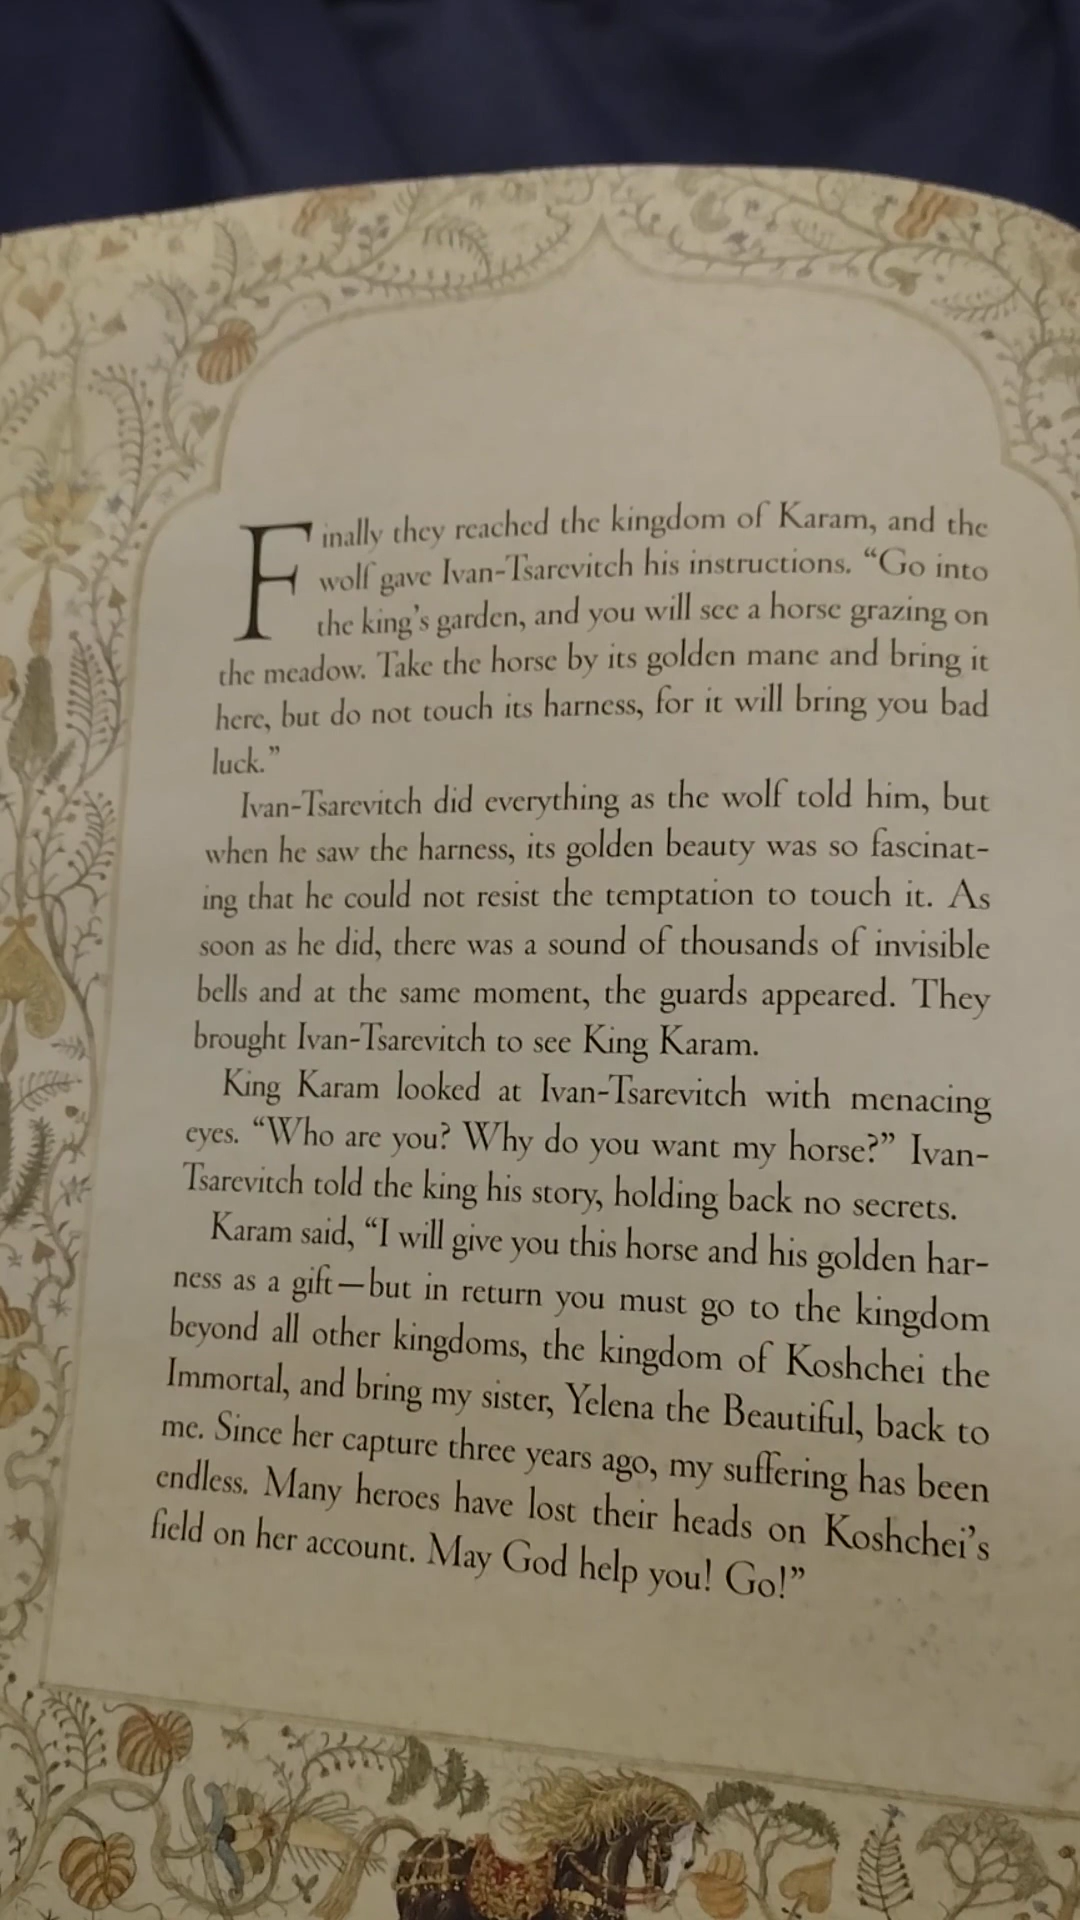 Finally they reached the kingdom of Karam, and the
wolf gave Ivan-Tsarevitch his instructions. “Go into
the king’s garden, and you will see a horse grazing on
the meadow. Take the horse by its golden mane and bring it
here, but do not touch its harness, for it will bring you bad
luck.”
Ivan-Tsarevitch did everything as the wolf told him, but
when he saw the harness, its golden beauty was so fascinat-
ing that he could not resist the temptation to touch it. As
soon as he did, there was a sound of thousands of invisible
bells and at the same moment, the guards appeared. They
brought Ivan-Tsarevitch to see King Karam.
King Karam looked at Ivan-Tsarevitch with menacing
eyes. “Who are you? Why do you want my horse?” Ivan-
Tsarevitch told the king his story, holding back no secrets.
Karam said, “I will give you this horse and his golden har-
ness as a gift—but in return you must go to the kingdom
beyond all other kingdoms, the kingdom of Koshchei the
Immortal, and bring my sister, Yelena the Beautiful, back to
me. Since her capture three years ago, my suffering has been
endless. Many heroes have lost their heads on Koshchei’s
field on her account. May God help you! Go!”